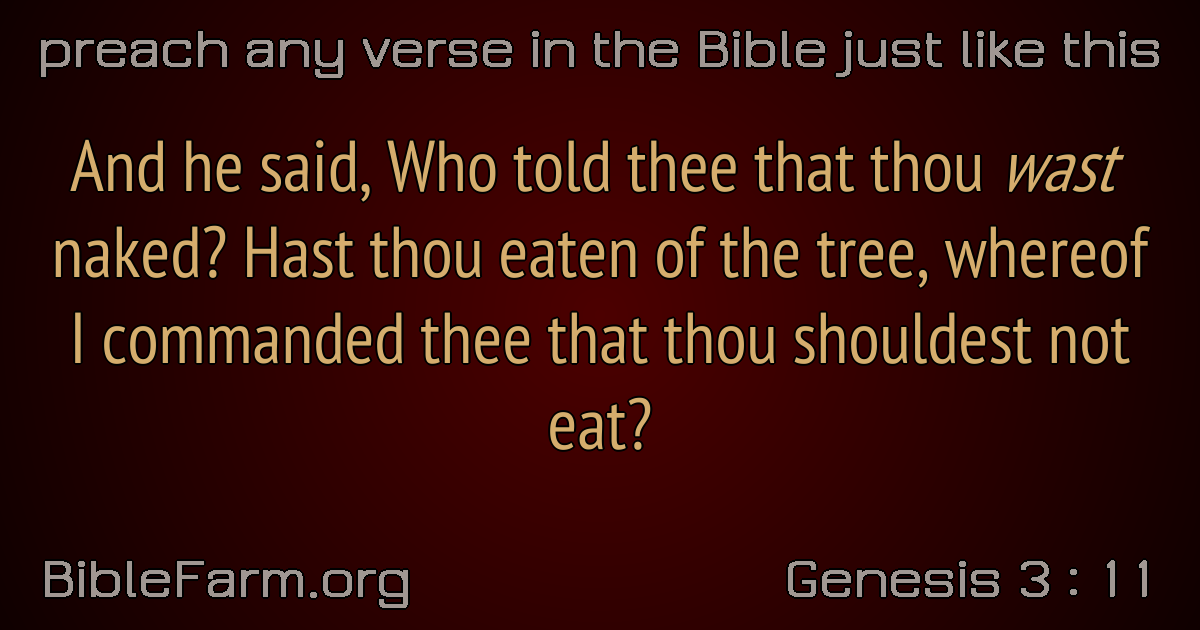 preach any verse in the Bible just like this
And he said, Who told thee that thou wast
naked? Hast thou eaten of the tree, whereof
I commanded thee that thou shouldest not
eat?
BibleFarm.org
Genesis 3 : 11